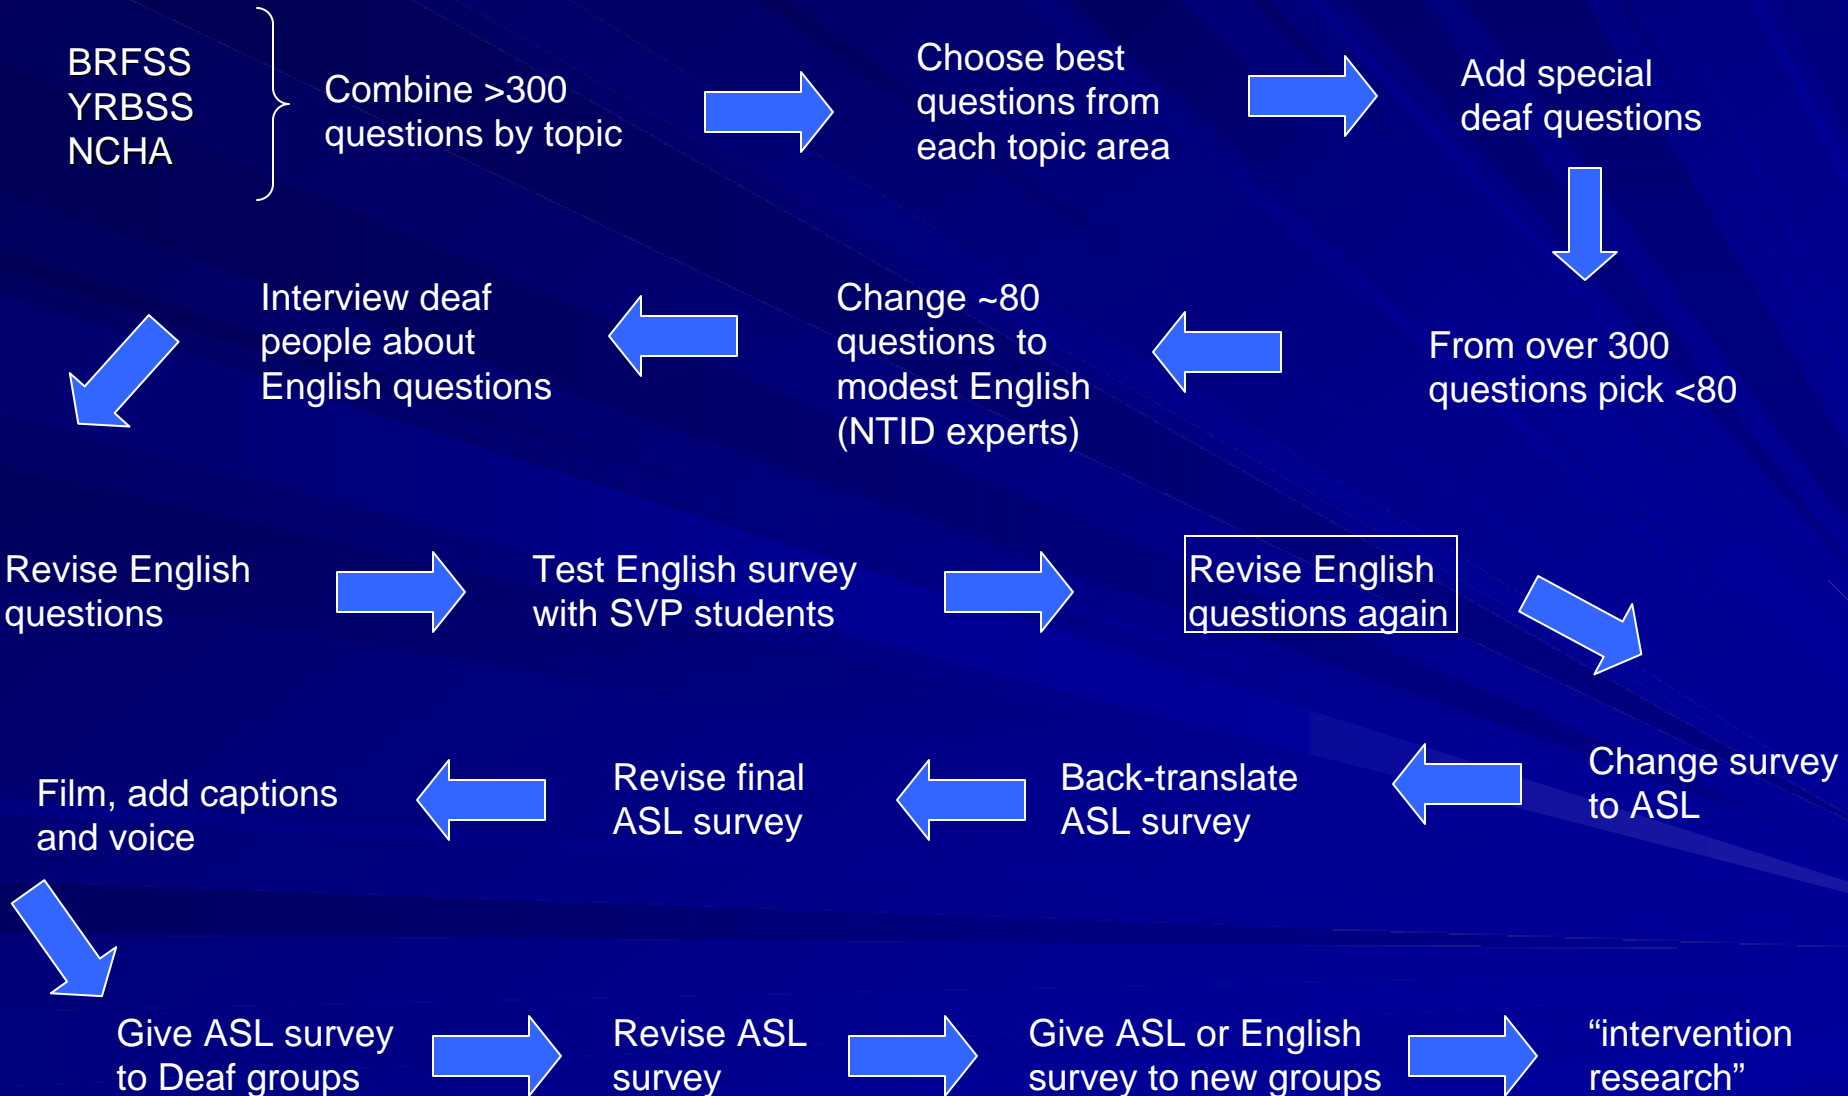 BRFSS
YRBSS
NCHA
Combine >300
questions by topic
Choose best
questions from
each topic area
Add special
deaf questions
From over 300
questions pick <80
Change ~80
questions to
modest English
(NTID experts)
Interview deaf
people about
English questions
Revise English
questions
Test English survey
with SVP students
Revise English
questions again
Change survey
to ASL
Back-translate
ASL survey
Revise final
ASL survey
Film, add captions
and voice
Give ASL survey
to Deaf groups
Revise ASL
survey
Give ASL or English
survey to new groups
“intervention
research”